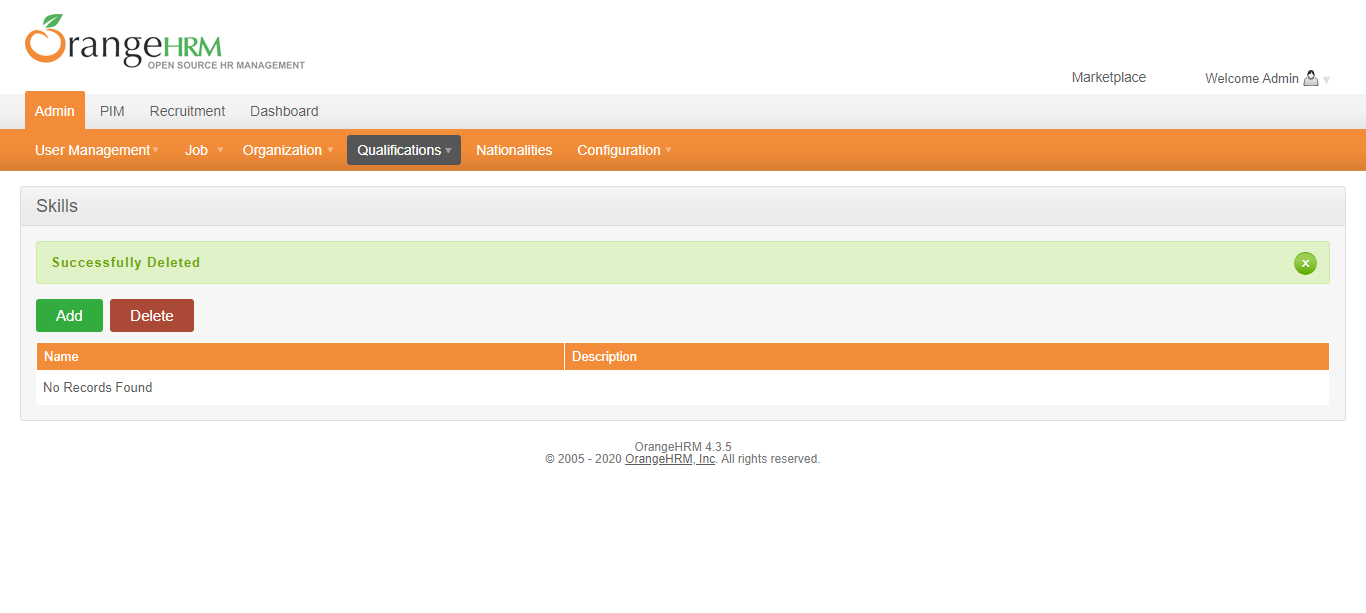 OrangeHRM
OPEN SOURCE HR MANAGEMENT
Marketplace Welcome Admin
Admin PIM Recruitment Dashboard
User Management Job Organization Qualifications Nationalities Configuration
Skills
Successfully Deleted x
Add Delete
Name Description
No Records Found
OrangeHRM 4.3.5
© 2005 - 2020 OrangeHRM, Inc. All rights reserved.